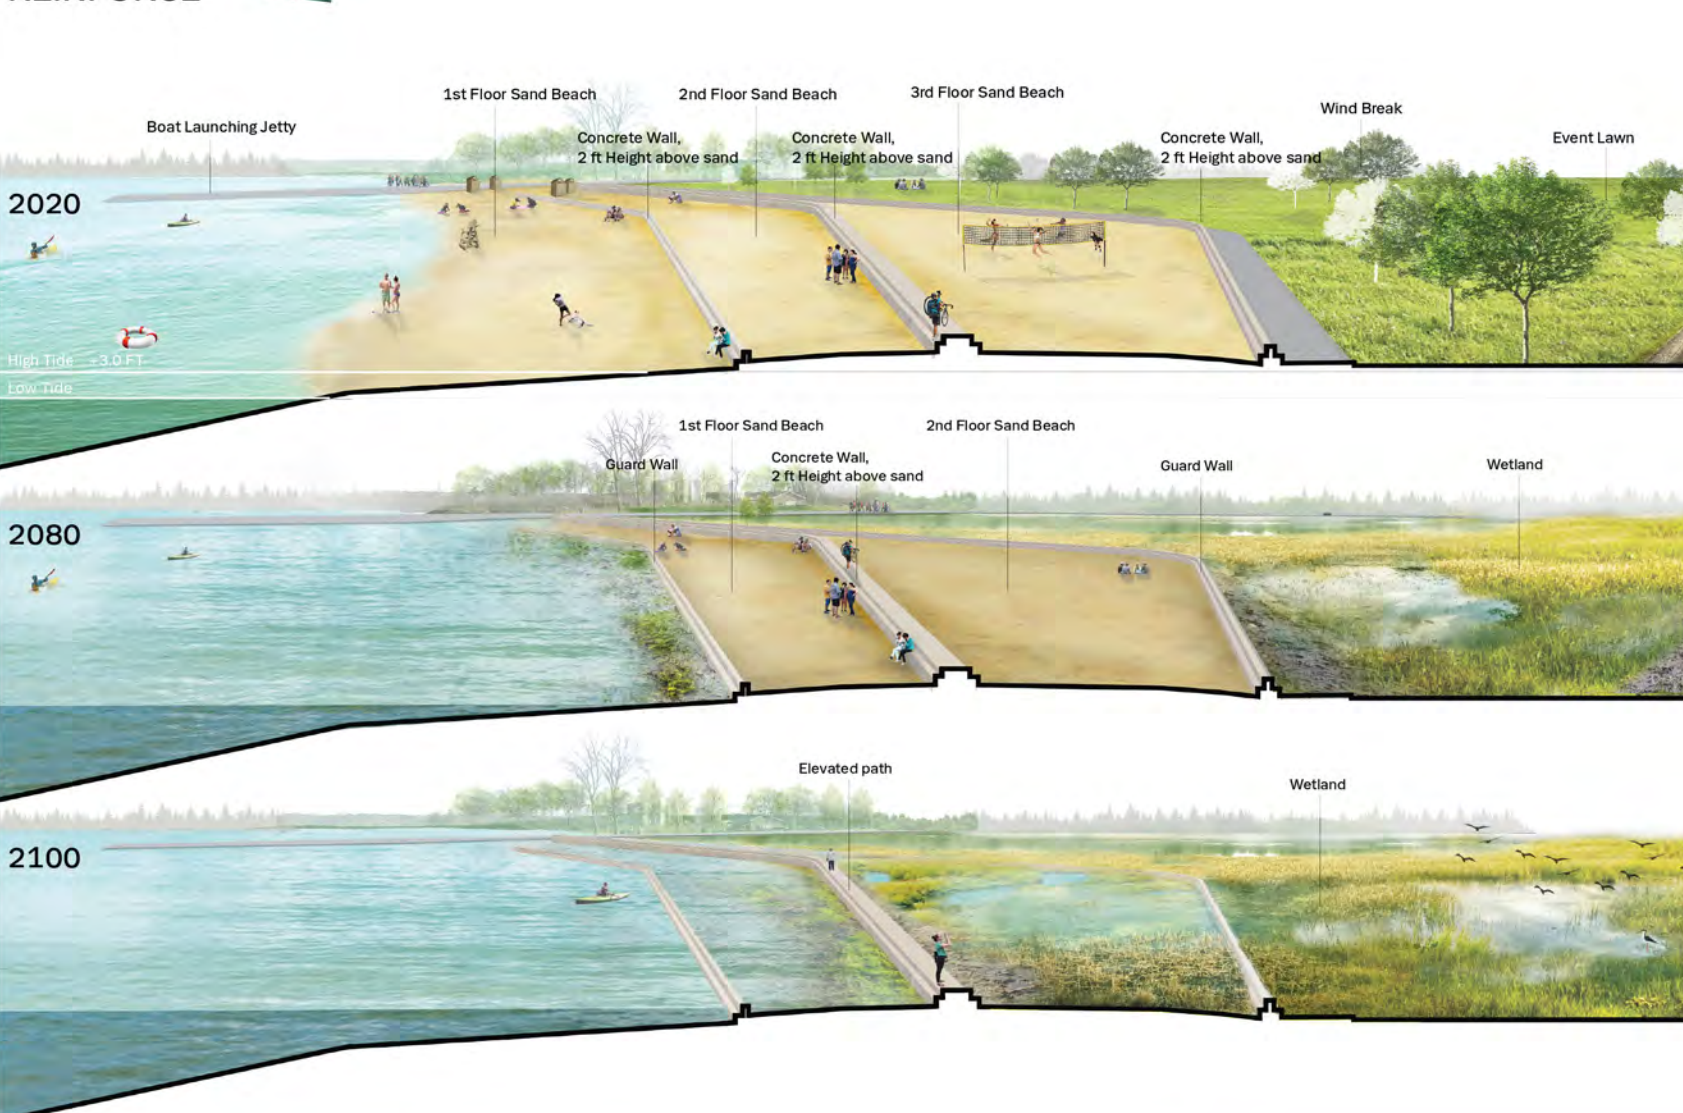 1st Floor Sand Beach
2nd Floor Sand Beach
3rd Floor Sand Beach
Wind Break
Boat Launching Jetty
Concrete Wall,
2 ft Height above sand
Concrete Wall,
2 ft Height above sand
Concrete Wall,
2 ft Height above sand
Event Lawn
2020
High Tide +3.0 FT
Low Tide
1st Floor Sand Beach
2nd Floor Sand Beach
Guard Wall
Concrete Wall,
2 ft Height above sand
Guard Wall
Wetland
2080
Elevated path
Wetland
2100